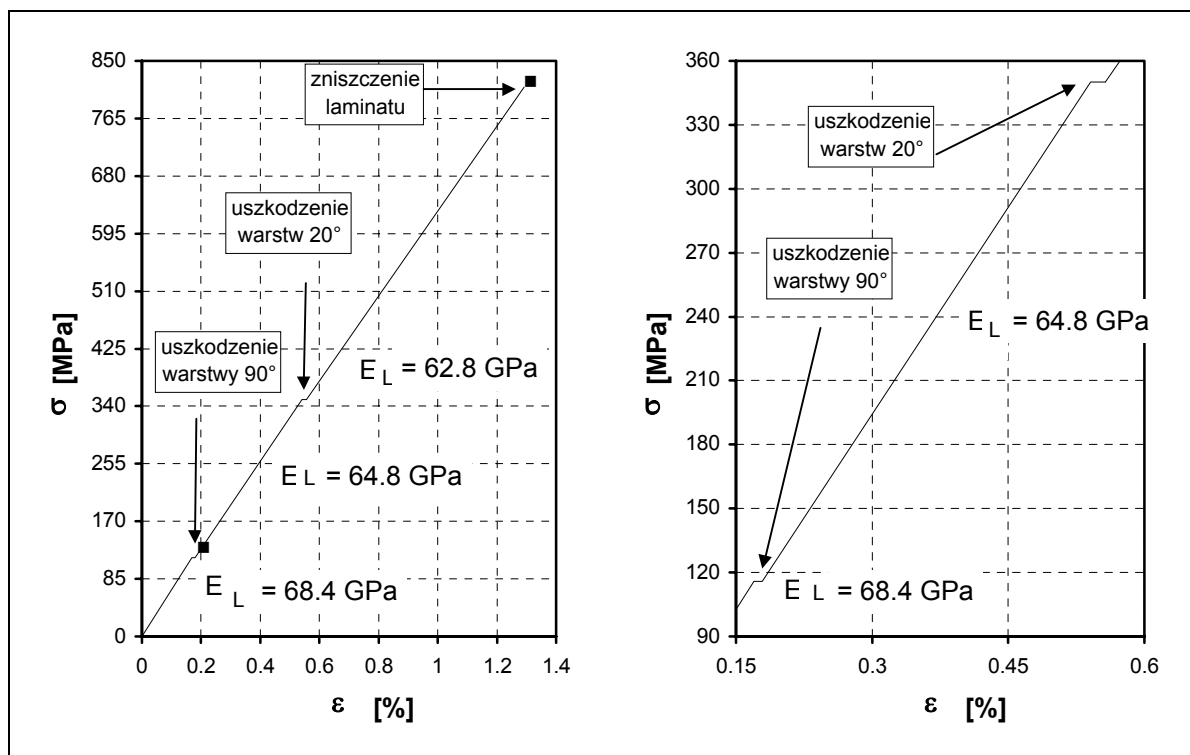 850
765
680
595
510
425
340
255
170
85
0
σ [MPa]
zniszczenie
laminatu
uszkodzenie
warstw 20°
uszkodzenie
warstwy 90°
E L = 62.8 GPa
E L = 64.8 GPa
E L = 68.4 GPa
0 0.2 0.4 0.6 0.8 1 1.2 1.4
ε [%]
360
330
300
270
240
210
180
150
120
90
σ [MPa]
uszkodzenie
warstw 20°
uszkodzenie
warstwy 90°
E L = 64.8 GPa
E L = 68.4 GPa
0.15 0.3 0.45 0.6
ε [%]